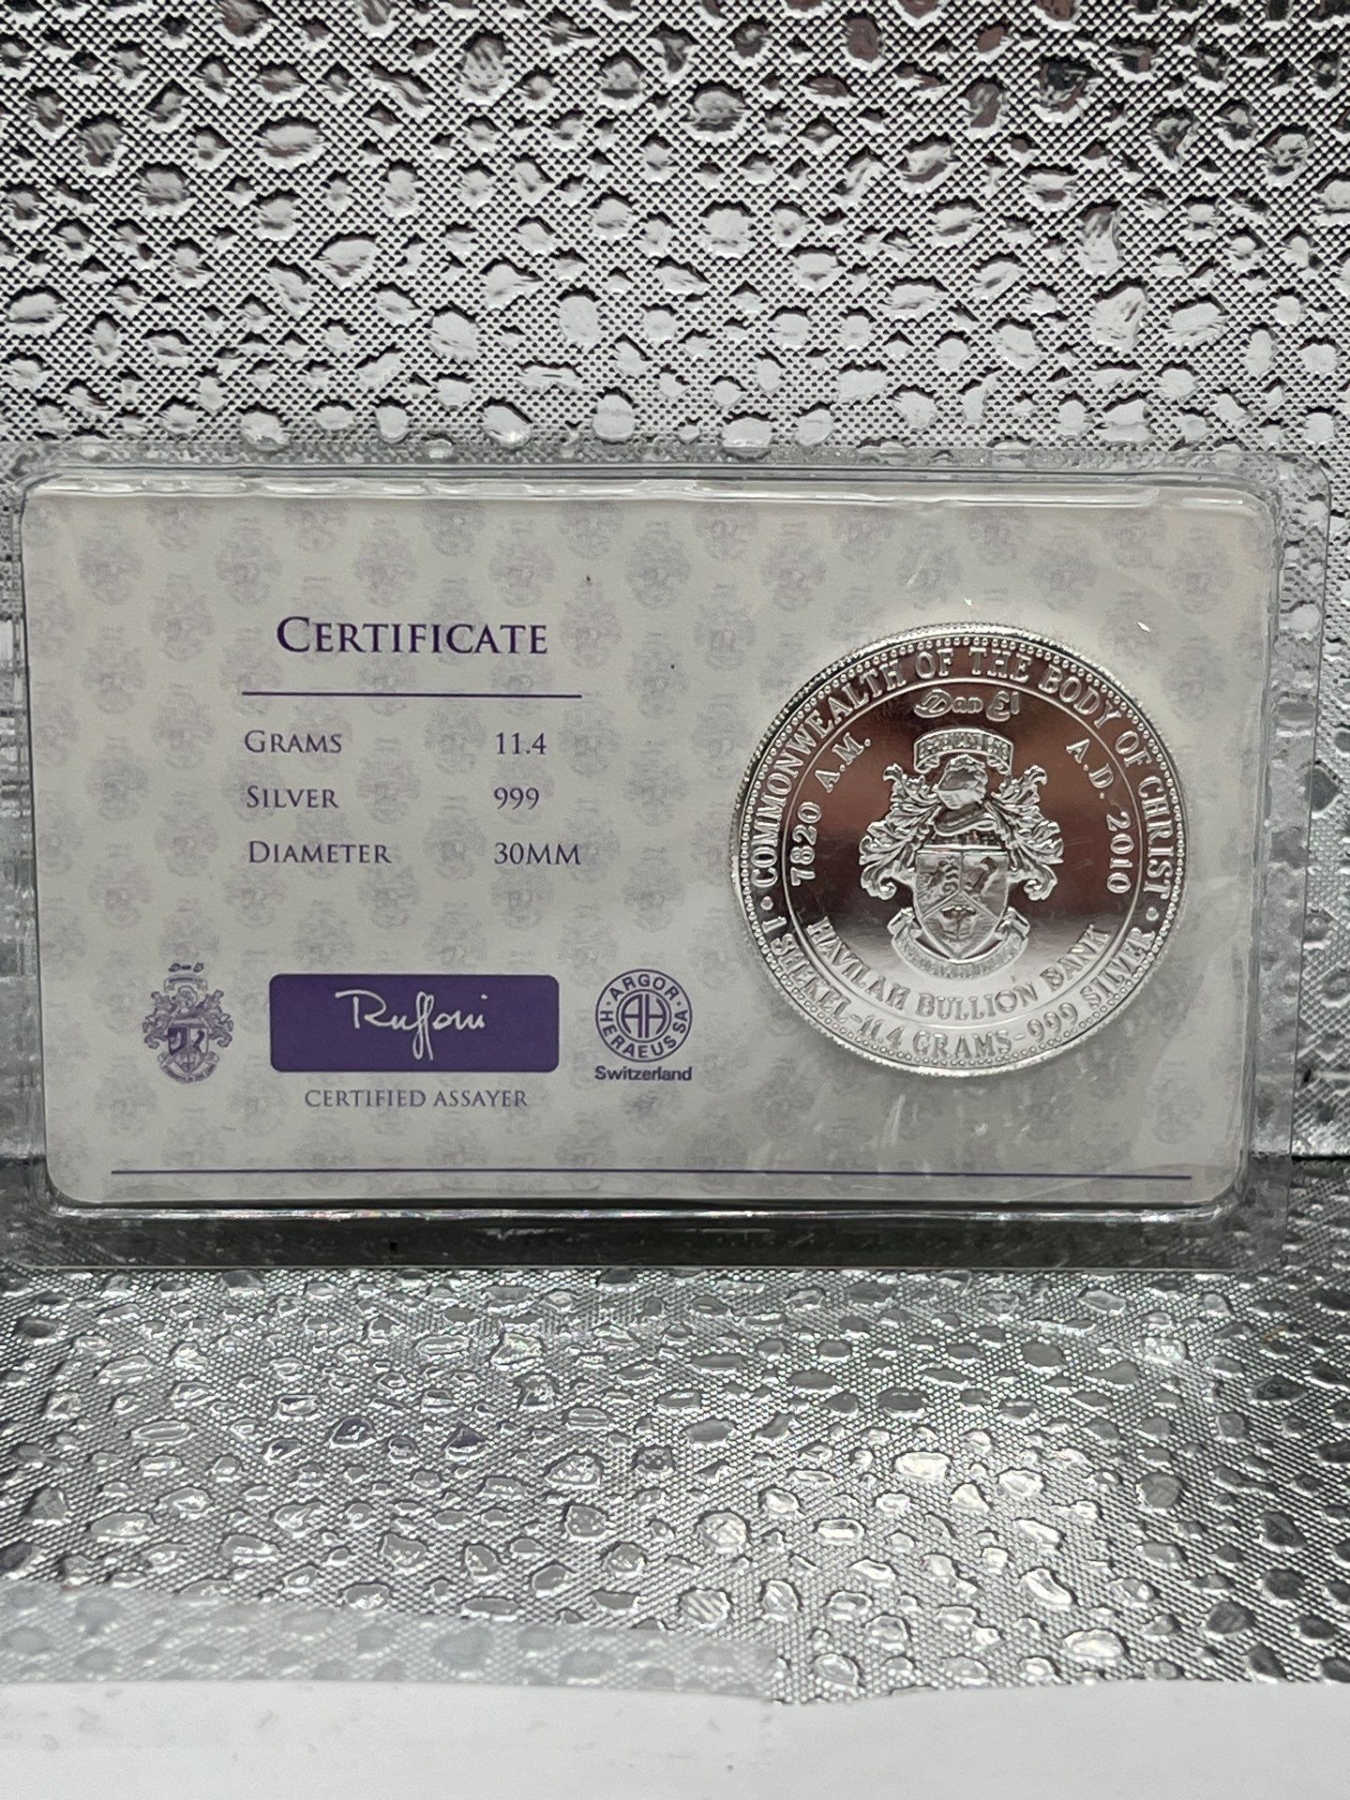 CERTIFICATE
GRAMS 11.4
SILVER 999
DIAMETER 30MM
Ruffoni
CERTIFIED ASSAYER
ARGOR
HERAEUS SA
AH
Switzerland
COMMONWEALTH OF THE BODY OF CHRIST
Dan El
7820 A.M.
A.D. 2010
HAVILAH BULLION BANK
1 SHEKEL-11.4 GRAMS-999 SILVER